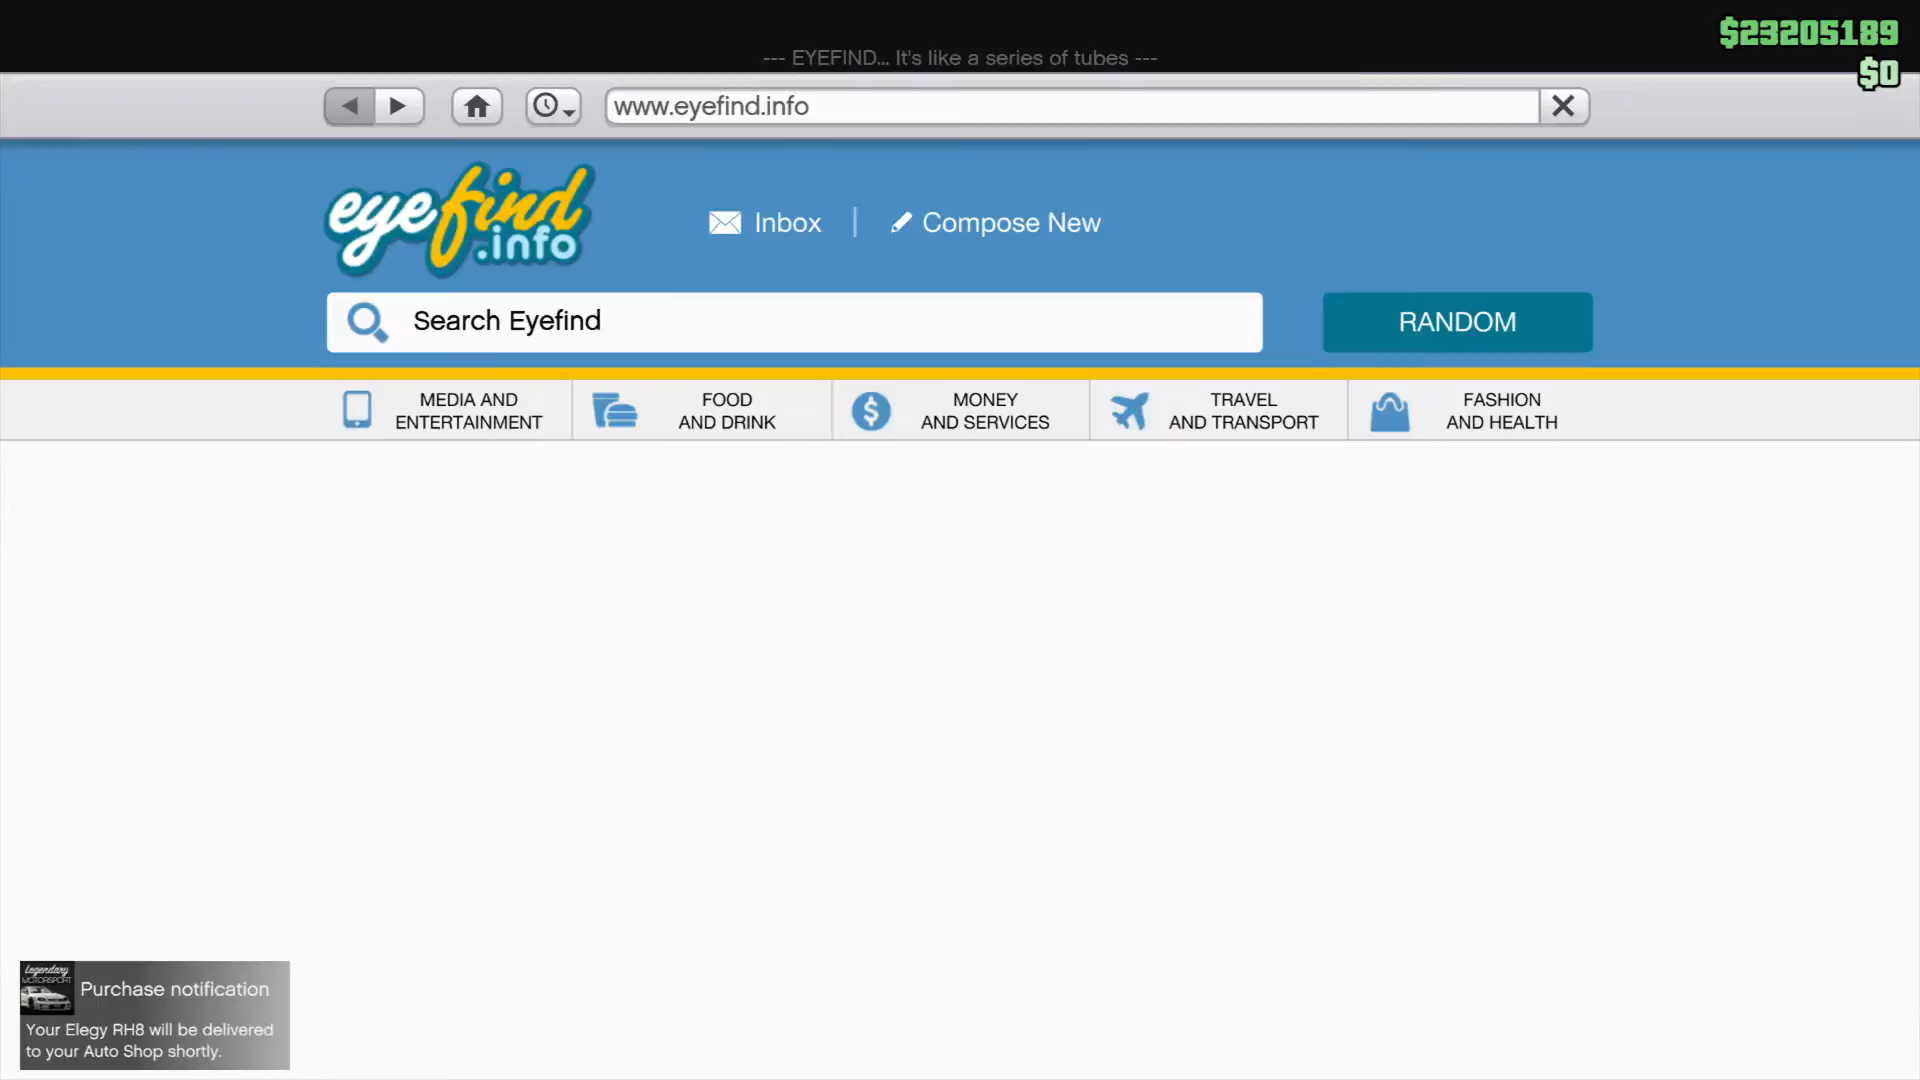 $23205189
--- EYEFIND... It's like a series of tubes ---
$0
www.eyefind.info
eyefind
.info
Inbox
Compose New
Search Eyefind
RANDOM
MEDIA AND
ENTERTAINMENT
FOOD
AND DRINK
MONEY
AND SERVICES
TRAVEL
AND TRANSPORT
FASHION
AND HEALTH
Legendary
MOTORSPORT
Purchase notification
Your Elegy RH8 will be delivered
to your Auto Shop shortly.